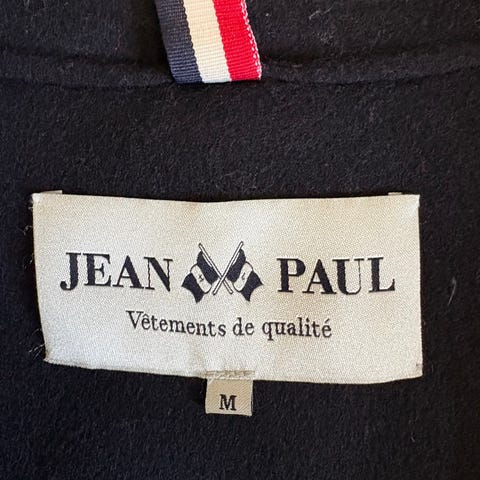 JEAN PAUL
Vêtements de qualité
M